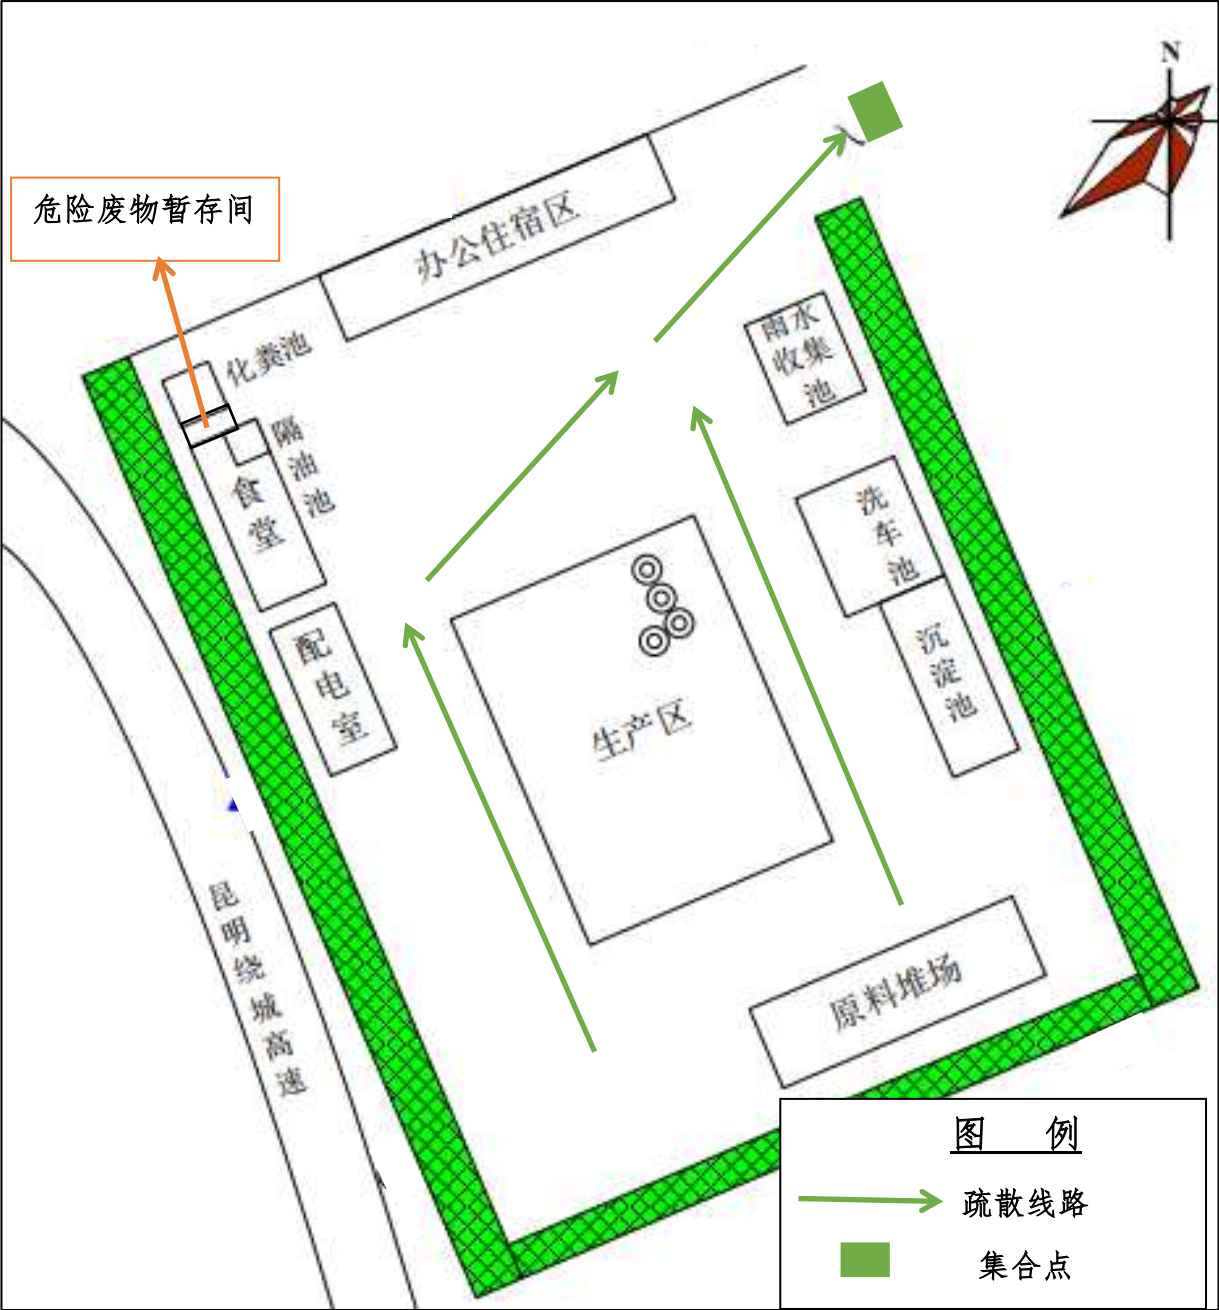 N
危险废物暂存间
办公住宿区
化粪池
隔油池
食堂
配电室
雨水
收集
池
洗车池
沉淀池
生产区
原料堆场
昆明绕城高速
图 例
疏散线路
集合点